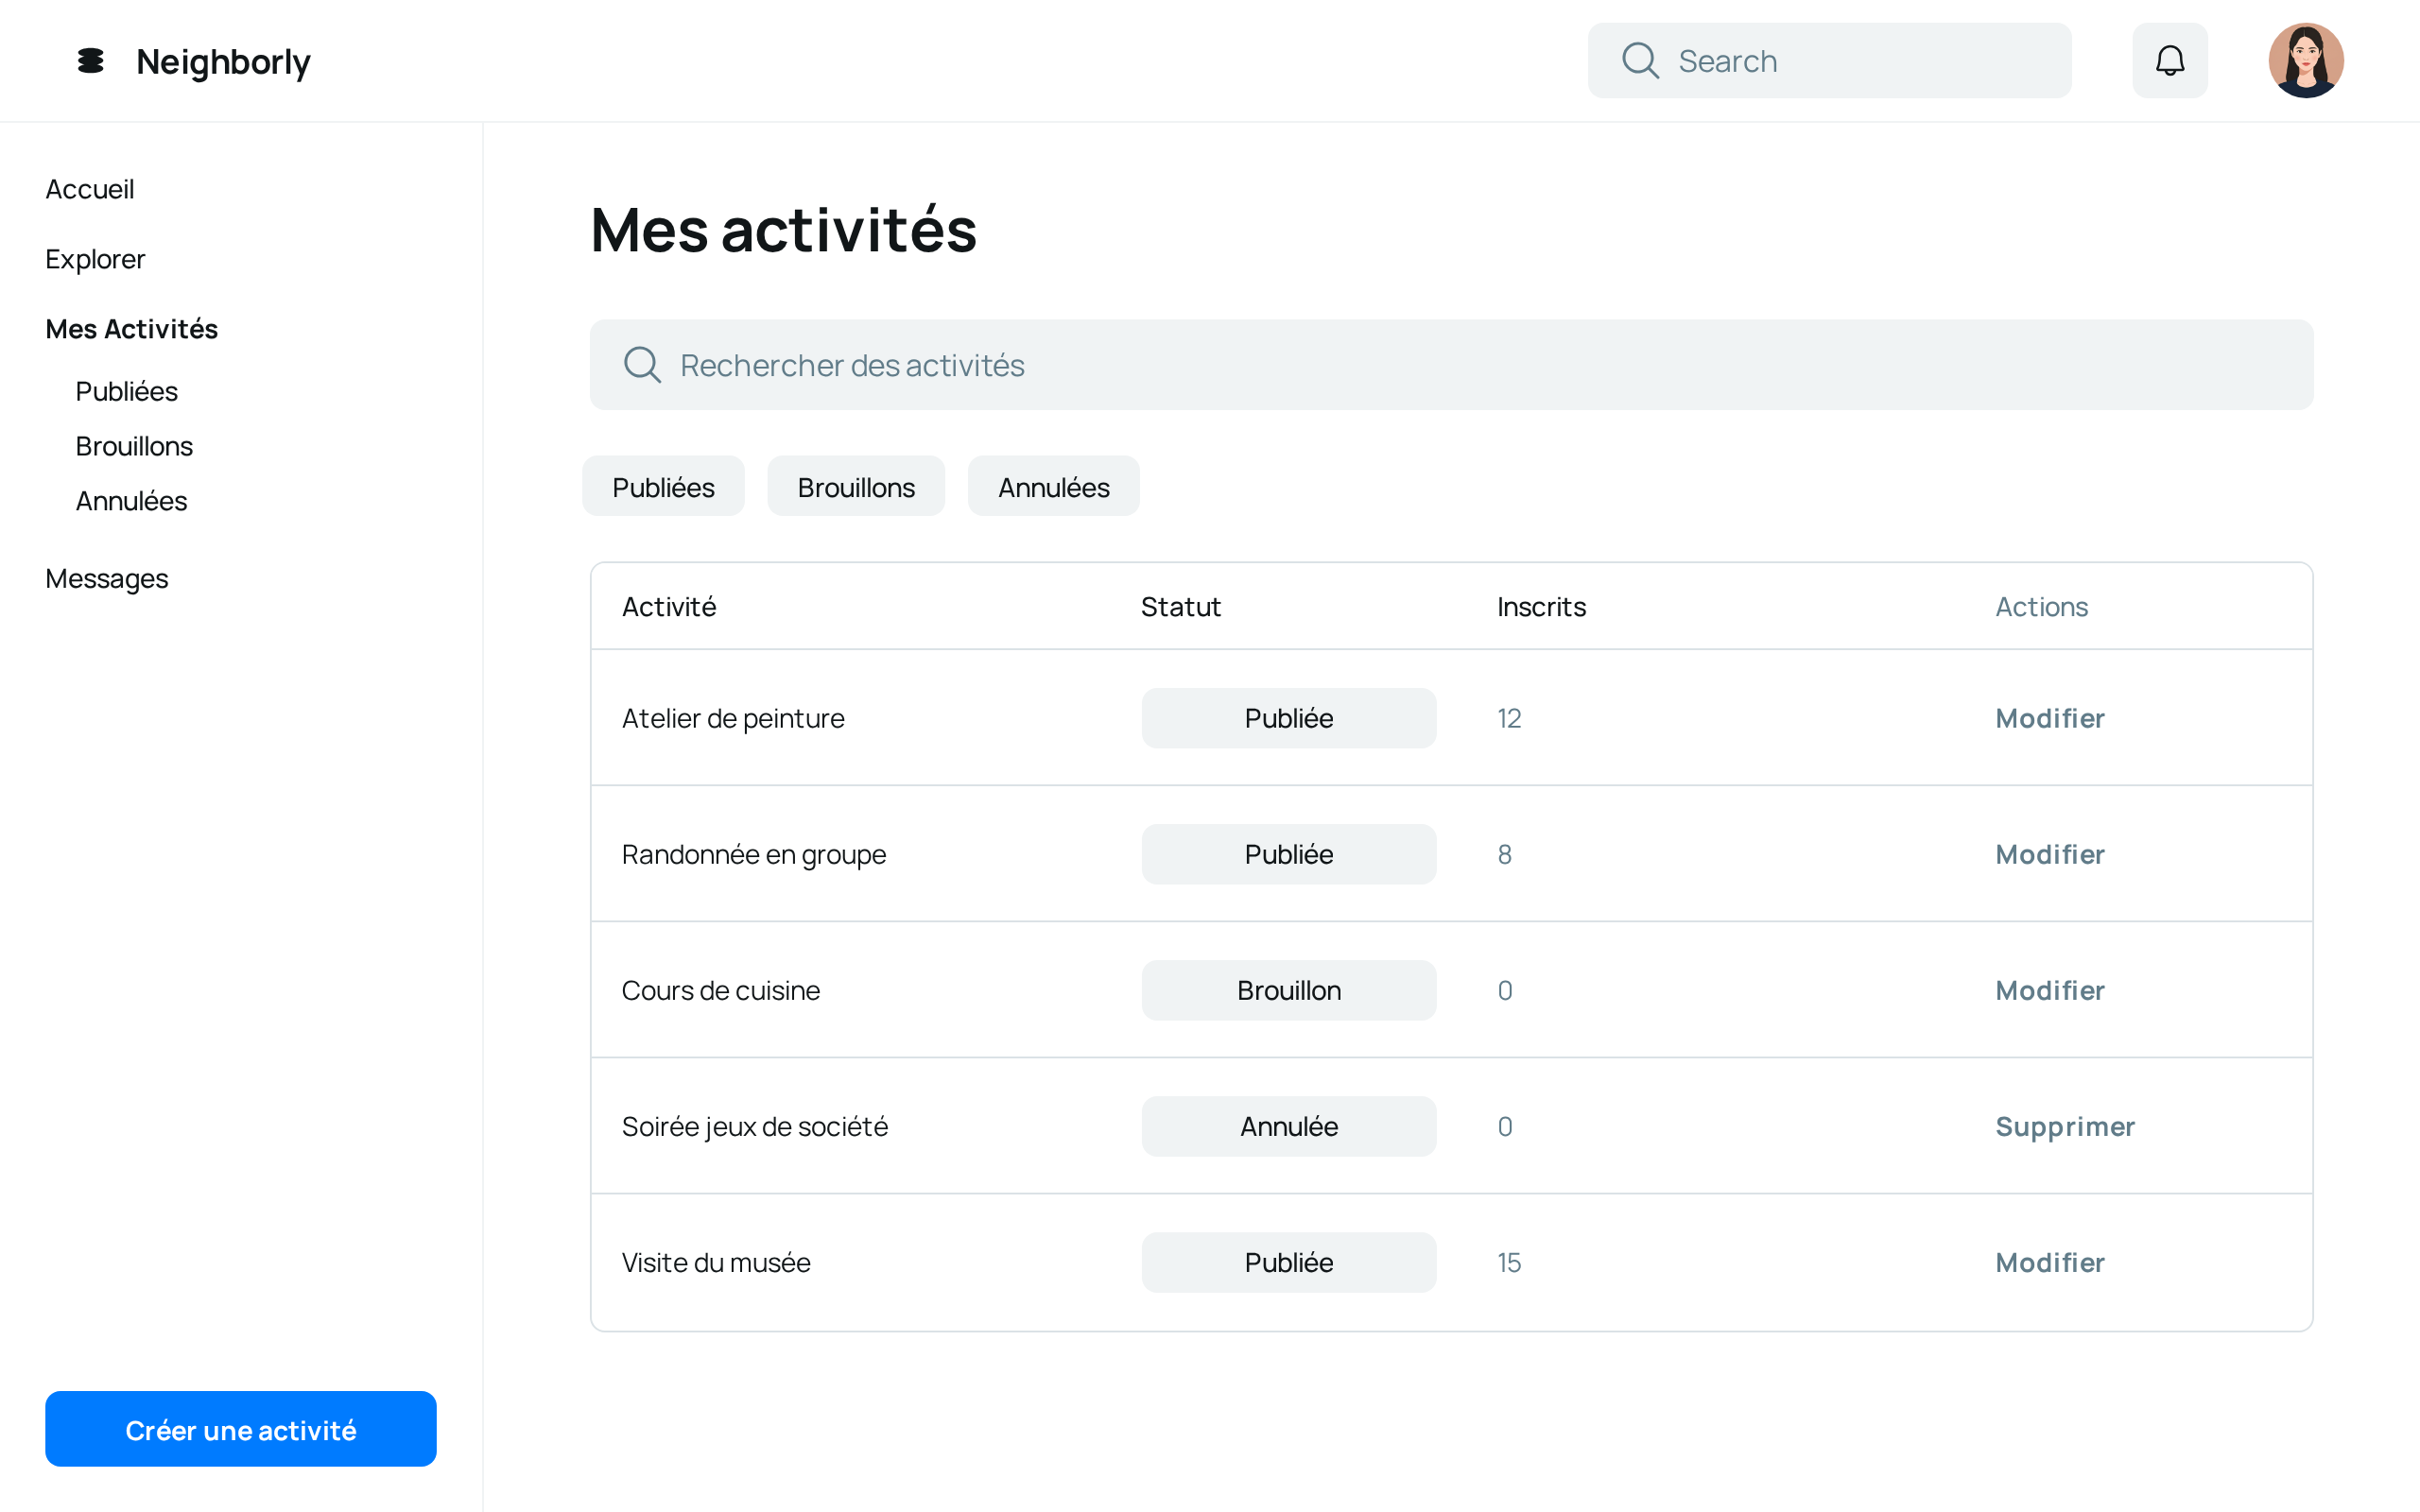 Neighborly
Search
Accueil
Explorer
Mes Activités
Publiées
Brouillons
Annulées
Messages
Créer une activité
Mes activités
Rechercher des activités
Publiées Brouillons Annulées
Activité Statut Inscrits Actions
Atelier de peinture Publiée 12 Modifier
Randonnée en groupe Publiée 8 Modifier
Cours de cuisine Brouillon 0 Modifier
Soirée jeux de société Annulée 0 Supprimer
Visite du musée Publiée 15 Modifier